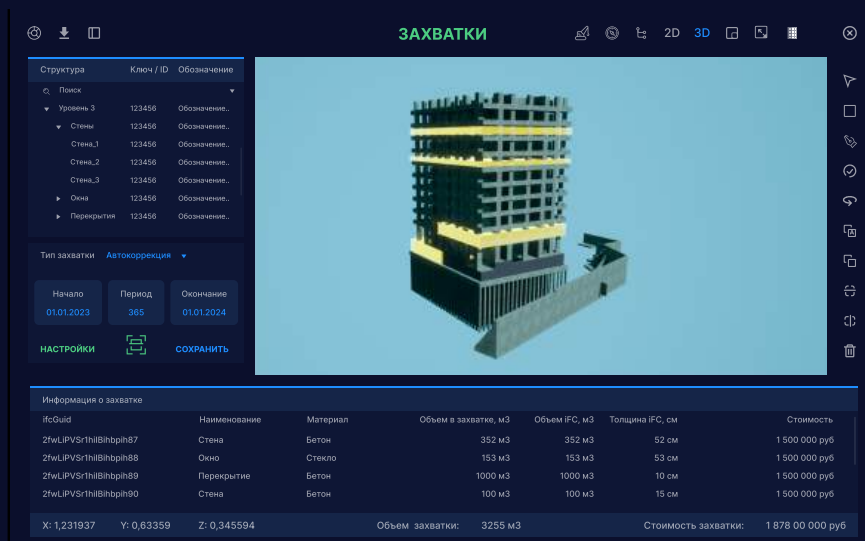 ЗАХВАТКИ 2D 3D
Структура Ключ / ID Обозначение
Поиск
Уровень 3 123456 Обозначение..
Стены 123456 Обозначение..
Стена_1 123456 Обозначение..
Стена_2 123456 Обозначение..
Стена_3 123456 Обозначение..
Окна 123456 Обозначение..
Перекрытия 123456 Обозначение..
Тип захватки Автокоррекция
Начало Период Окончание
01.01.2023 365 01.01.2024
НАСТРОЙКИ СОХРАНИТЬ
Информация о захватке
ifcGuid Наименование Материал Объем в захватке, м3 Объем iFC, м3 Толщина iFC, см Стоимость
2fwLiPVSr1hilBihbpih87 Стена Бетон 352 м3 352 м3 52 см 1 500 000 руб
2fwLiPVSr1hilBihbpih88 Окно Стекло 153 м3 153 м3 53 см 1 500 000 руб
2fwLiPVSr1hilBihbpih89 Перекрытие Бетон 1000 м3 1000 м3 10 см 1 500 000 руб
2fwLiPVSr1hilBihbpih90 Стена Бетон 100 м3 100 м3 15 см 1 500 000 руб
X: 1,231937 Y: 0,63359 Z: 0,345594 Объем захватки: 3255 м3 Стоимость захватки: 1 878 00 000 руб